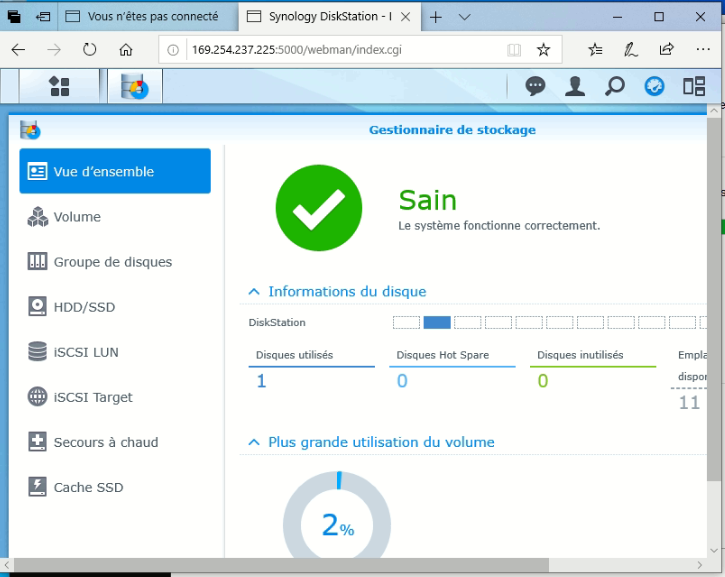 Vous n'êtes pas connecté
Synology DiskStation - I
169.254.237.225:5000/webman/index.cgi
Gestionnaire de stockage
Vue d'ensemble
Volume
Groupe de disques
HDD/SSD
iSCSI LUN
iSCSI Target
Secours à chaud
Cache SSD
Sain
Le système fonctionne correctement.
Informations du disque
DiskStation
Disques utilisés
1
Disques Hot Spare
0
Disques inutilisés
0
Empla
dispor
11
Plus grande utilisation du volume
2%